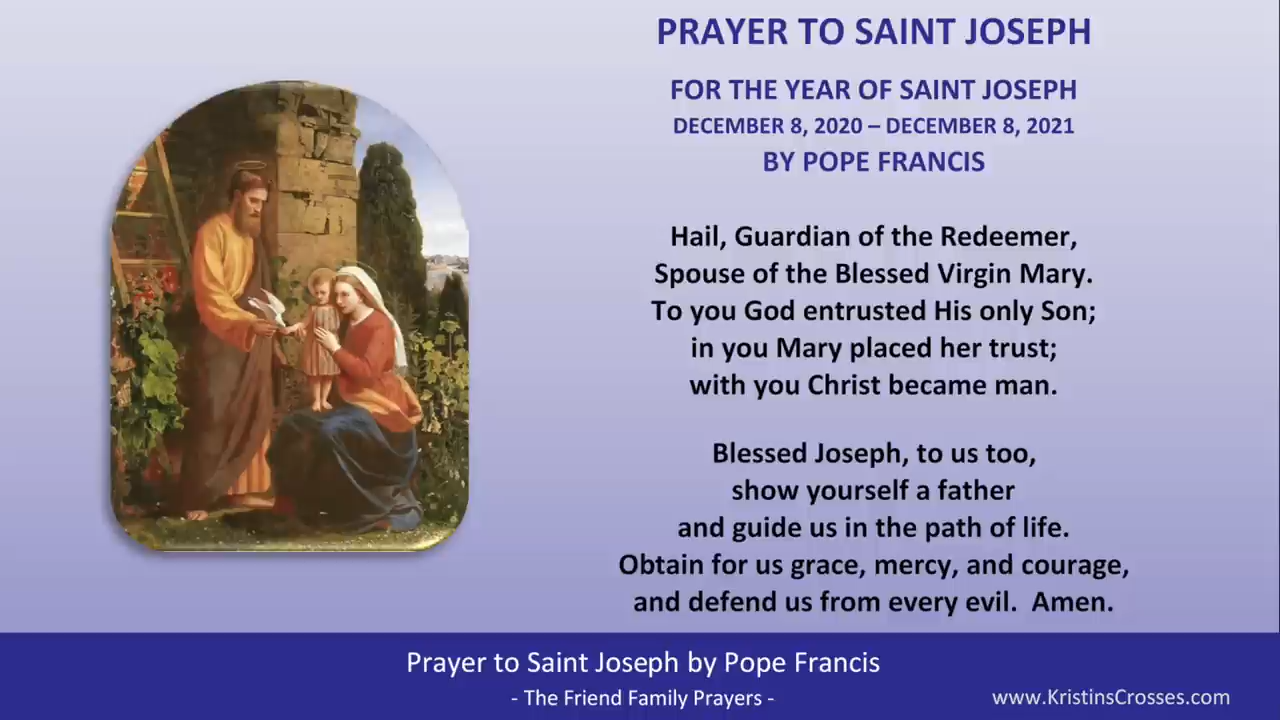 PRAYER TO SAINT JOSEPH
FOR THE YEAR OF SAINT JOSEPH
DECEMBER 8, 2020 – DECEMBER 8, 2021
BY POPE FRANCIS
Hail, Guardian of the Redeemer,
Spouse of the Blessed Virgin Mary.
To you God entrusted His only Son;
in you Mary placed her trust;
with you Christ became man.
Blessed Joseph, to us too,
show yourself a father
and guide us in the path of life.
Obtain for us grace, mercy, and courage,
and defend us from every evil.  Amen.
Prayer to Saint Joseph by Pope Francis
- The Friend Family Prayers -
www.KristinsCrosses.com